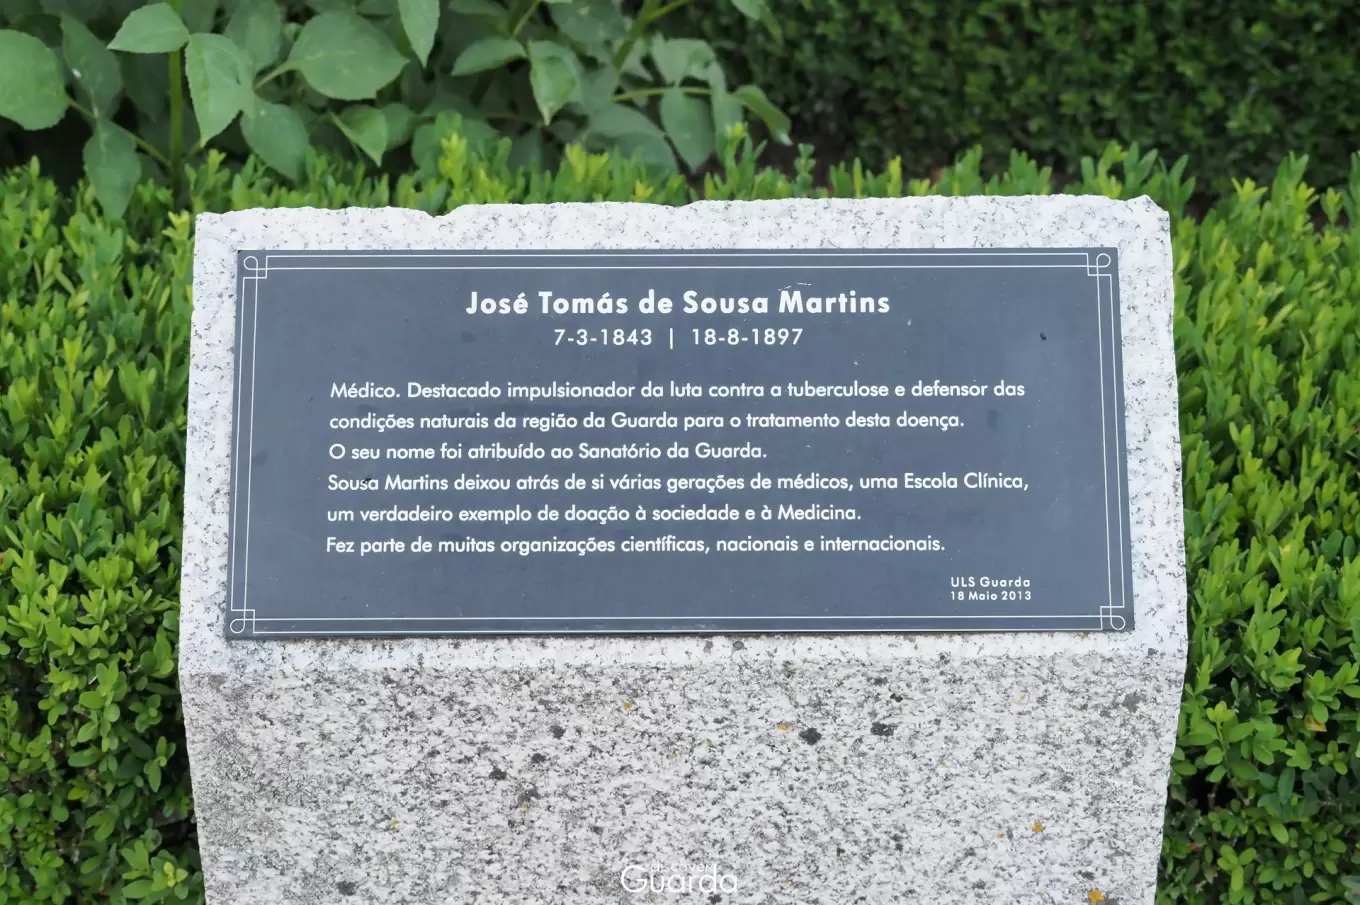 José Tomás de Sousa Martins
7-3-1843 | 18-8-1897
Médico. Destacado impulsionador da luta contra a tuberculose e defensor das
condições naturais da região da Guarda para o tratamento desta doença.
O seu nome foi atribuído ao Sanatório da Guarda.
Sousa Martins deixou atrás de si várias gerações de médicos, uma Escola Clínica,
um verdadeiro exemplo de doação à sociedade e à Medicina.
Fez parte de muitas organizações científicas, nacionais e internacionais.
ULS Guarda
18 Maio 2013
discover
Guarda